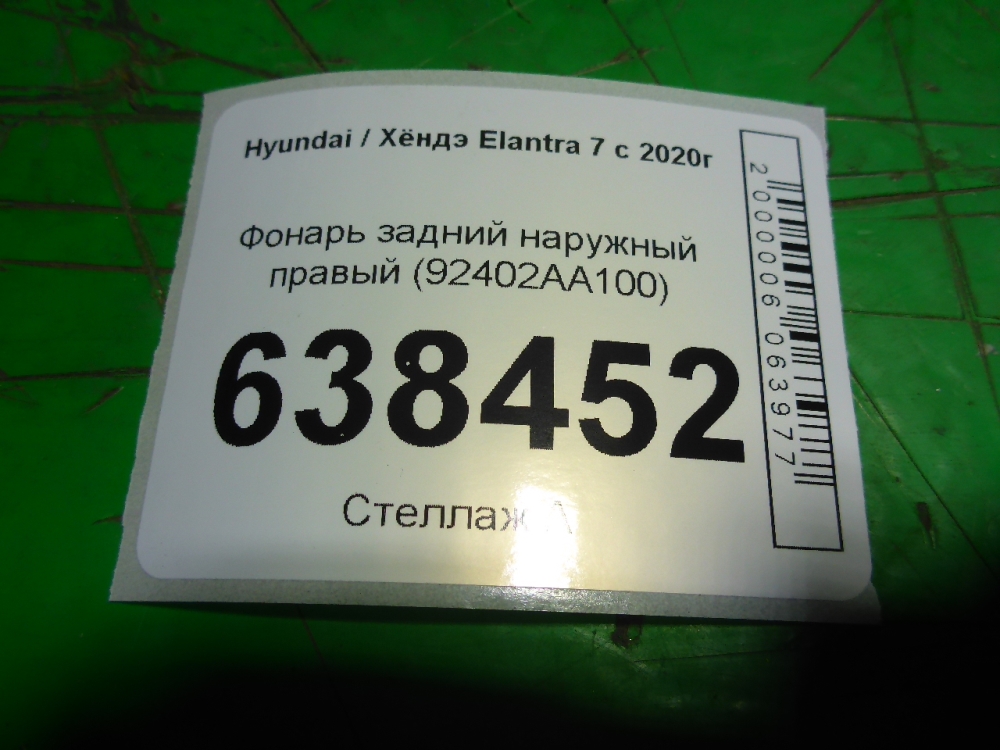 Hyundai / Хёндэ Elantra 7 с 2020г
Фонарь задний наружный
правый (92402AA100)
638452
Стеллаж
2000006063977